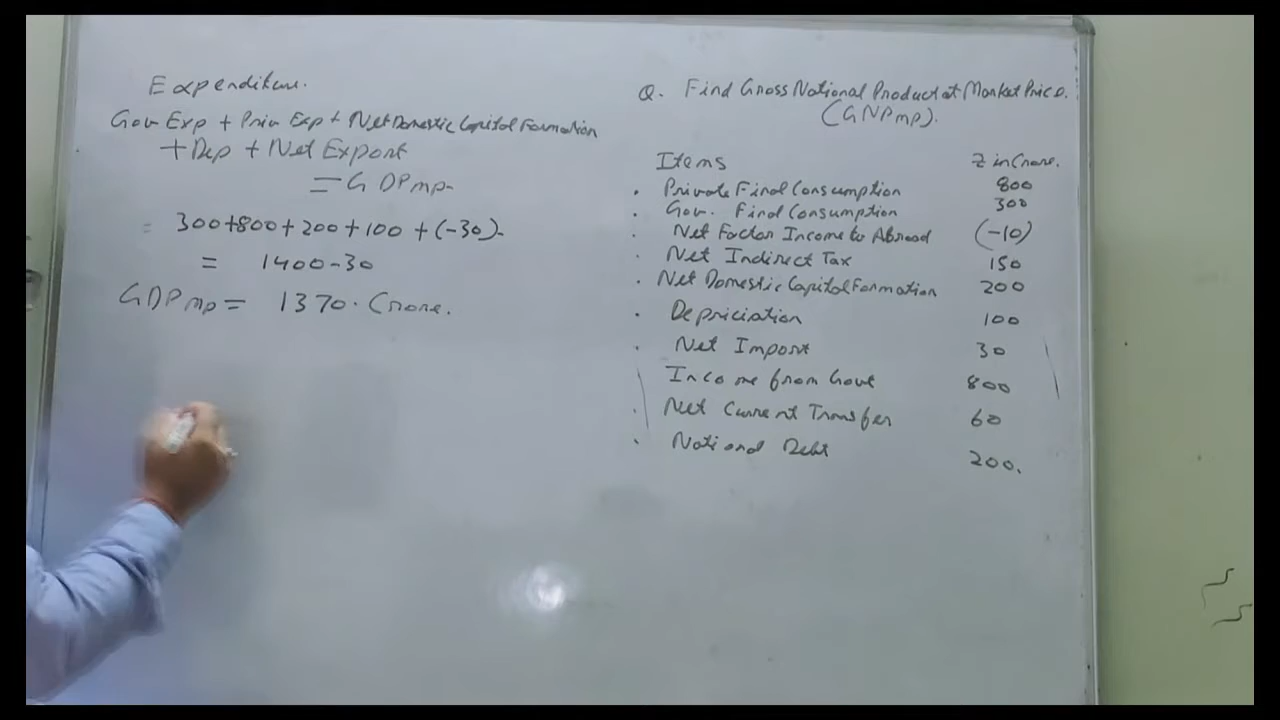 Expenditure.
Gov Exp + Priv Exp + Net Domestic Capital Formation
+ Dep + Net Export
= GDPmp
= 300+800+200+100+(-30)
= 1400-30
GDPmp = 1370 Crore.
Q. Find Gross National Product at Market Price.
(GNPmp).
Items ₹ in Crore.
. Private Final Consumption 800
. Gov. Final Consumption 300
. Net Factor Income to Abroad (-10)
. Net Indirect Tax 150
. Net Domestic Capital Formation 200
. Depriciation 100
. Net Import 30
Income from Govt 800
. Net Current Transfer 60
. National Debt 200.